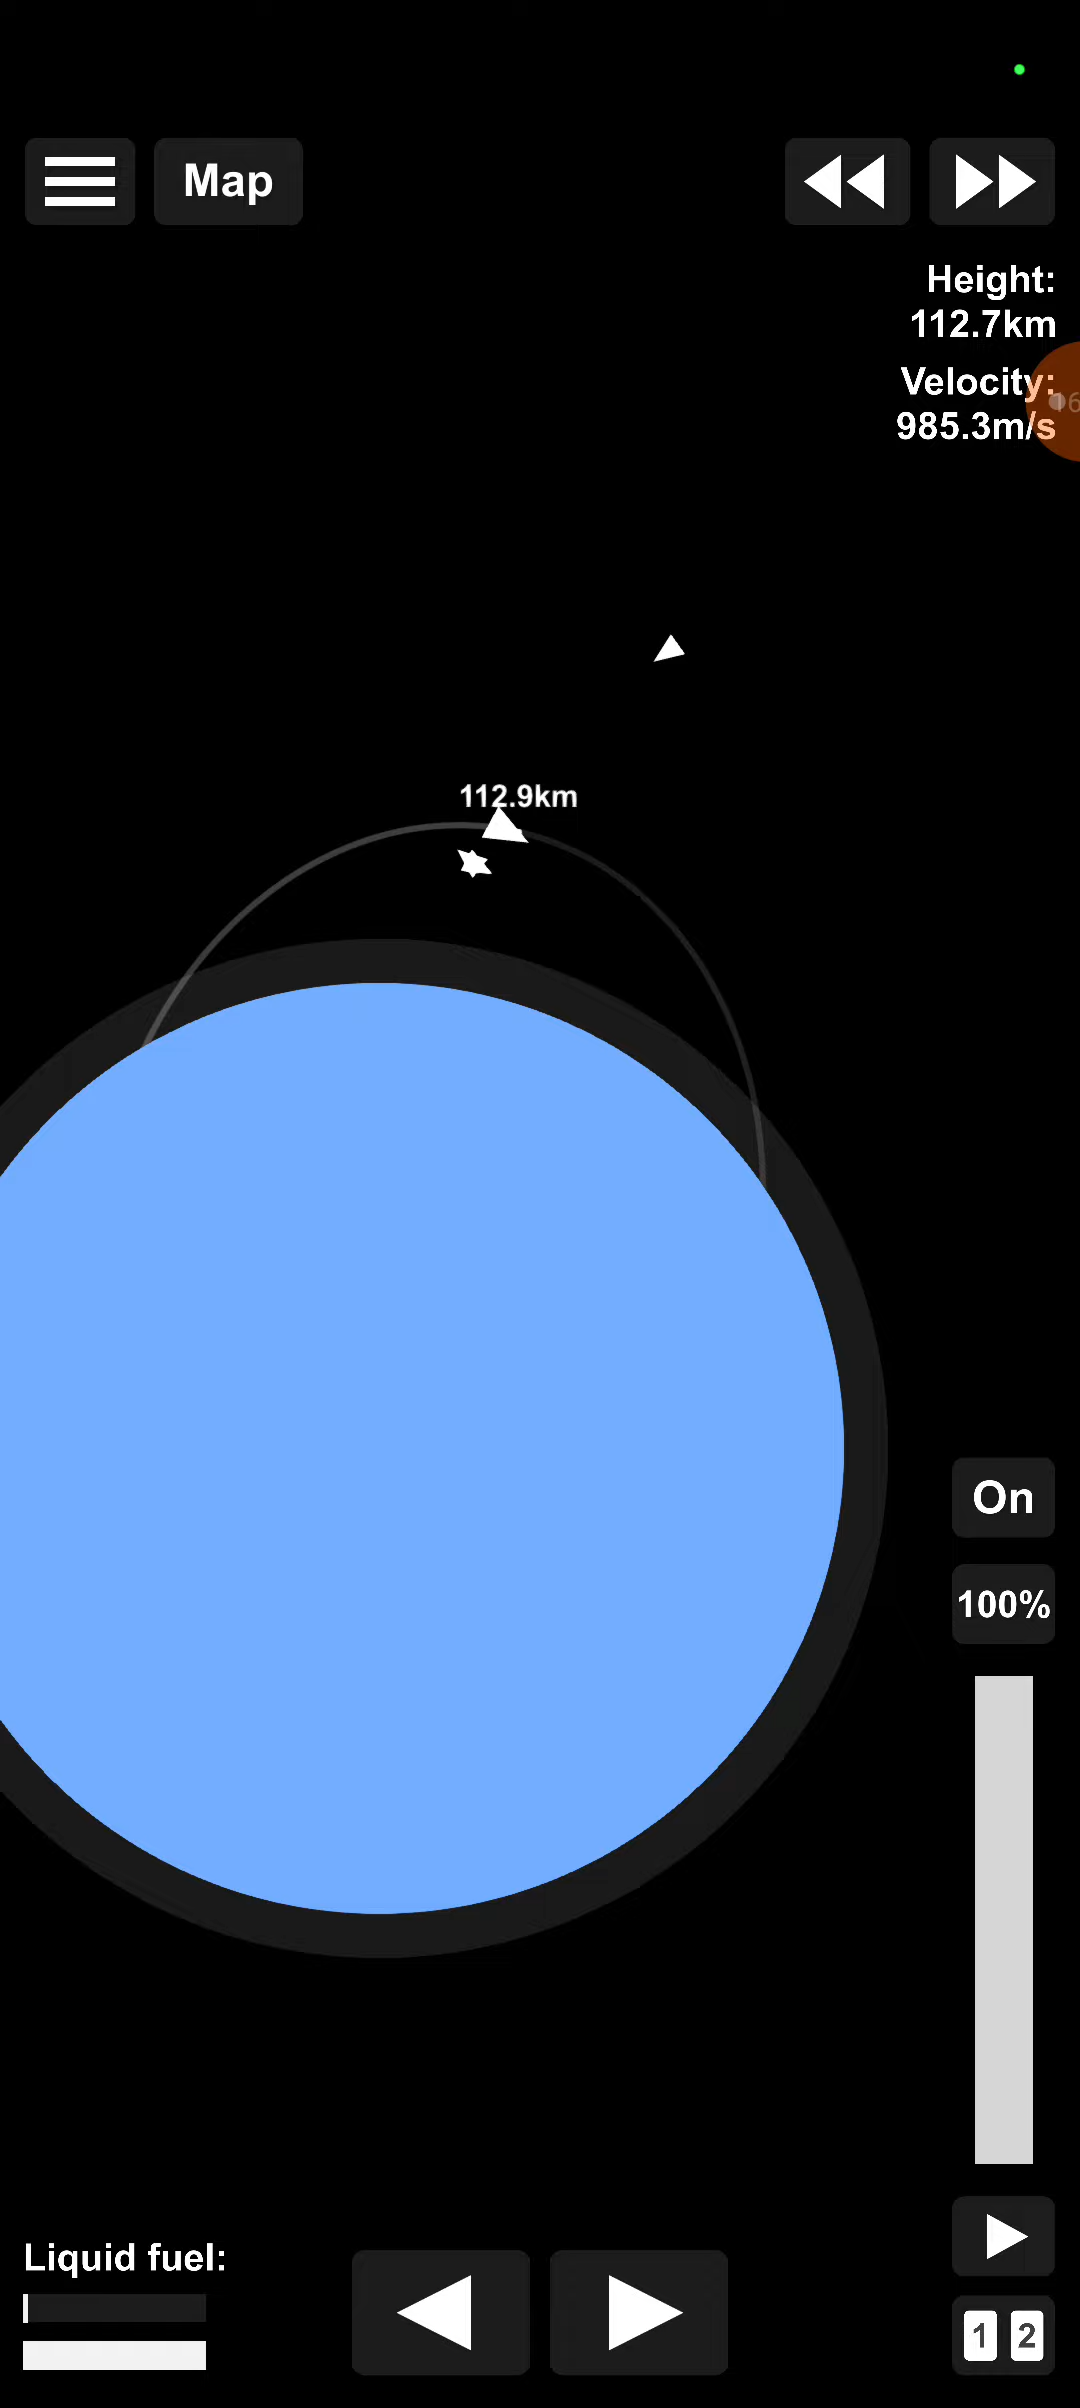 Map
Height:
112.7km
Velocity:
985.3m/s
112.9km
On
100%
Liquid fuel:
1 2